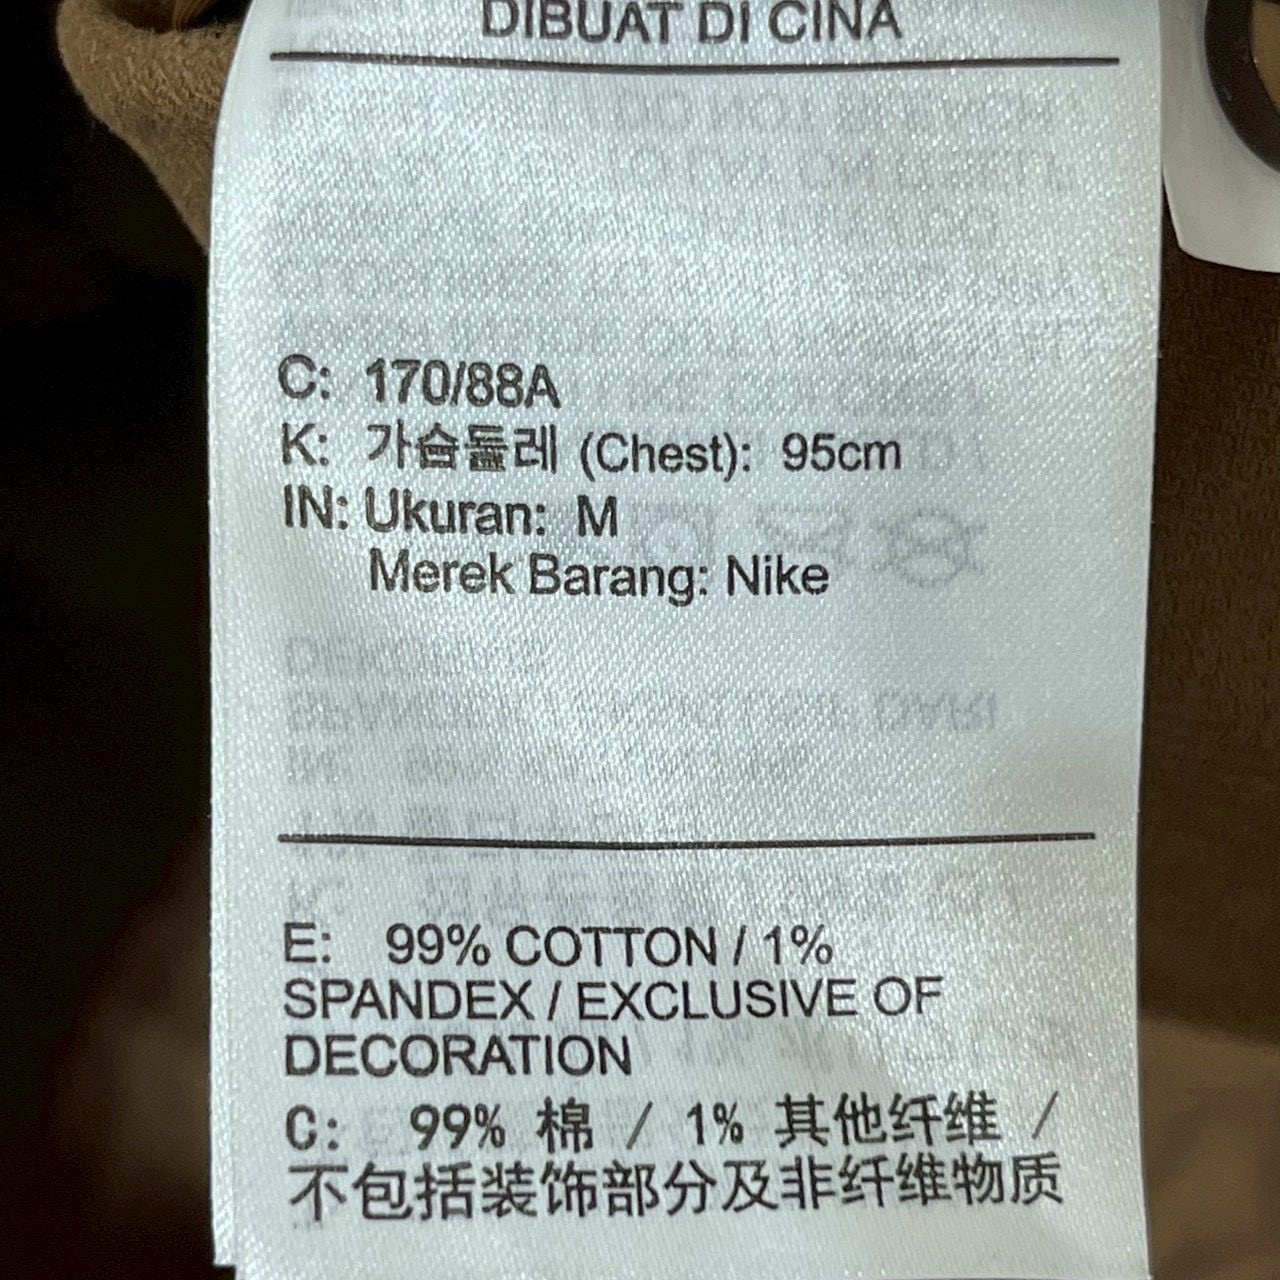 DIBUAT DI CINA
C: 170/88A
K: 가슴둘레 (Chest): 95cm
IN: Ukuran: M
Merek Barang: Nike
E: 99% COTTON / 1%
SPANDEX / EXCLUSIVE OF
DECORATION
C: 99% 棉 / 1% 其他纤维 /
不包括装饰部分及非纤维物质